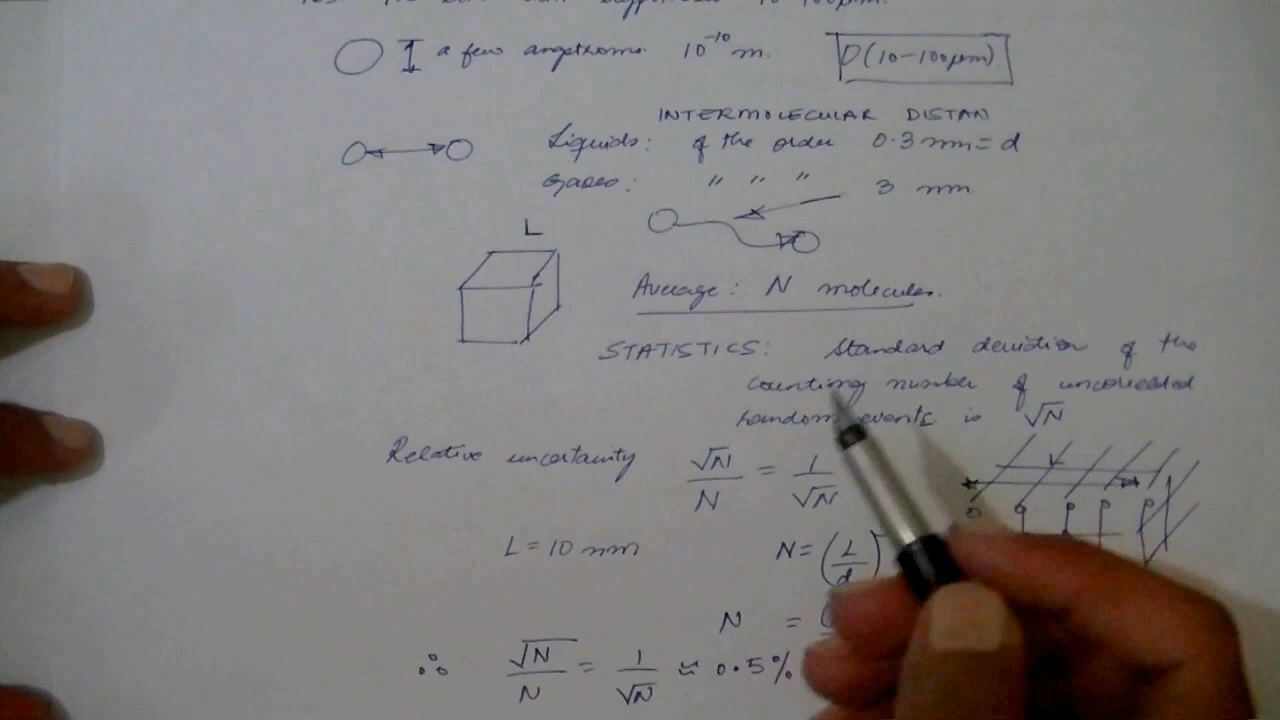 a few angstroms 10⁻¹⁰ m. O(10-100μm)
INTERMOLECULAR DISTAN
Liquids: of the order 0.3 nm = d
Gases: " " " 3 nm
L
Average: N molecules.
STATISTICS: Standard deviation of the
counting number of uncorrelated
random events is √N
Relative uncertainty √N/N = 1/√N
L = 10 nm N = (L/d)
N = (
∴ √N/N = 1/√N ≈ 0.5%